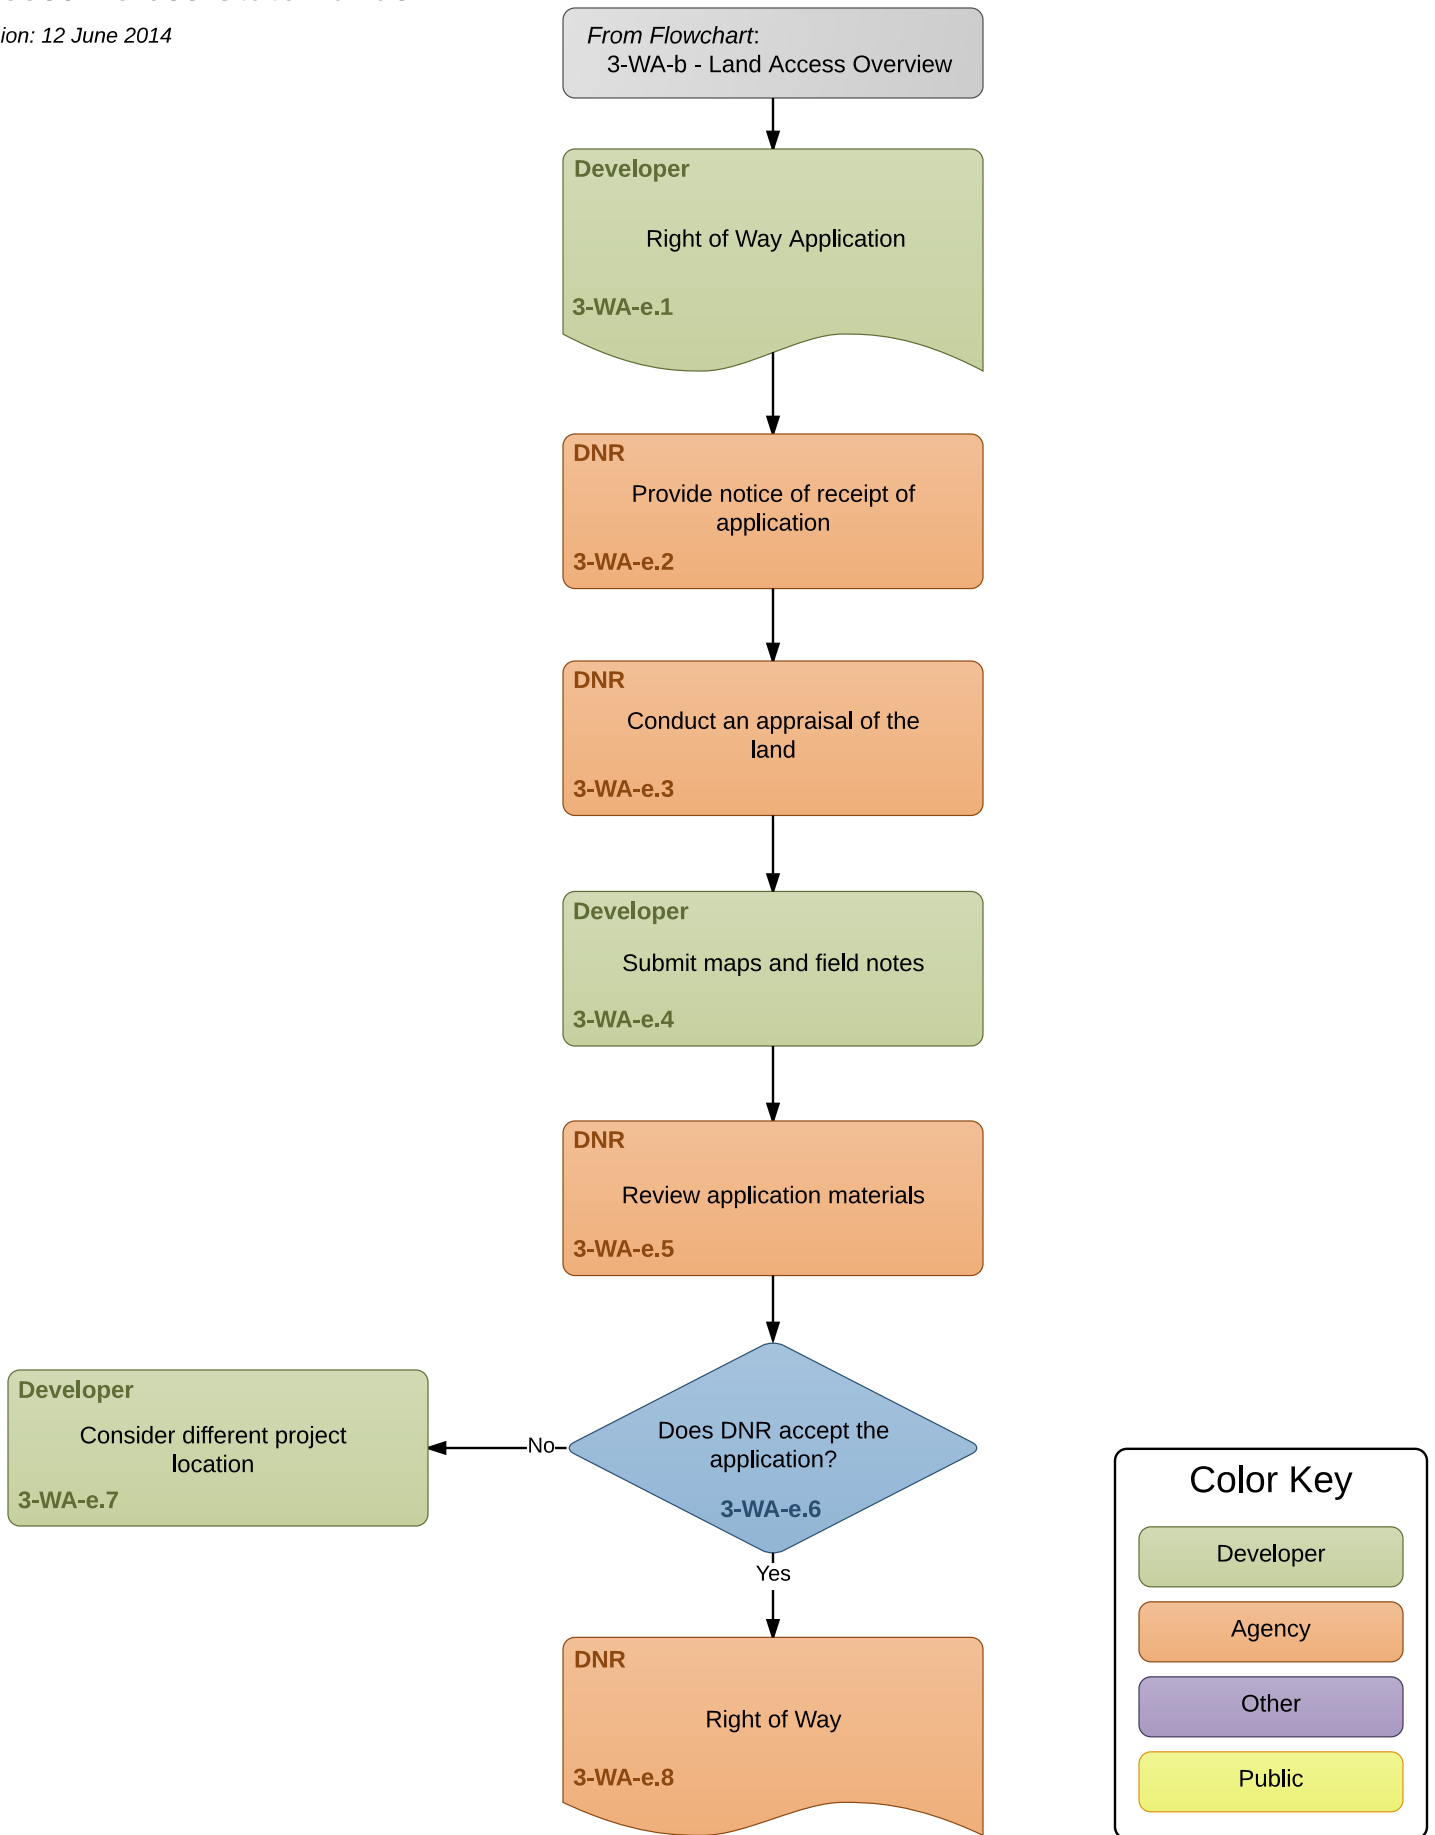 ion: 12 June 2014
From Flowchart:
3-WA-b - Land Access Overview
Developer
Right of Way Application
3-WA-e.1
DNR
Provide notice of receipt of
application
3-WA-e.2
DNR
Conduct an appraisal of the
land
3-WA-e.3
Developer
Submit maps and field notes
3-WA-e.4
DNR
Review application materials
3-WA-e.5
Does DNR accept the
application?
3-WA-e.6
No
Developer
Consider different project
location
3-WA-e.7
Yes
DNR
Right of Way
3-WA-e.8
Color Key
Developer
Agency
Other
Public